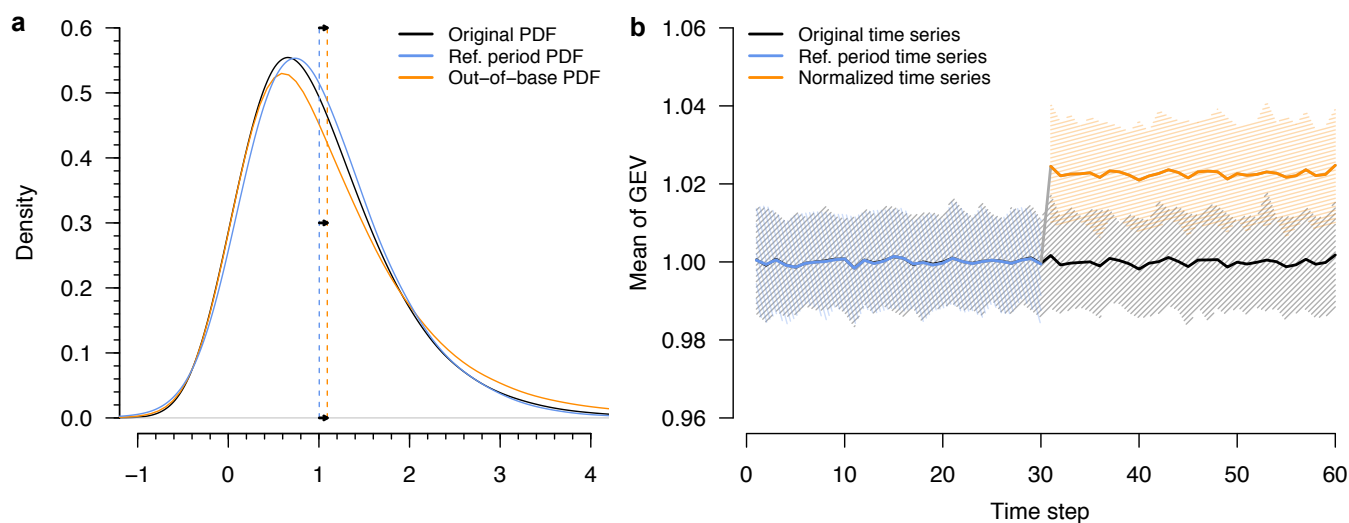 a
Original PDF
Ref. period PDF
Out−of−base PDF
Density
0.6
0.5
0.4
0.3
0.2
0.1
0.0
−1 0 1 2 3 4
b
Original time series
Ref. period time series
Normalized time series
Mean of GEV
1.06
1.04
1.02
1.00
0.98
0.96
0 10 20 30 40 50 60
Time step